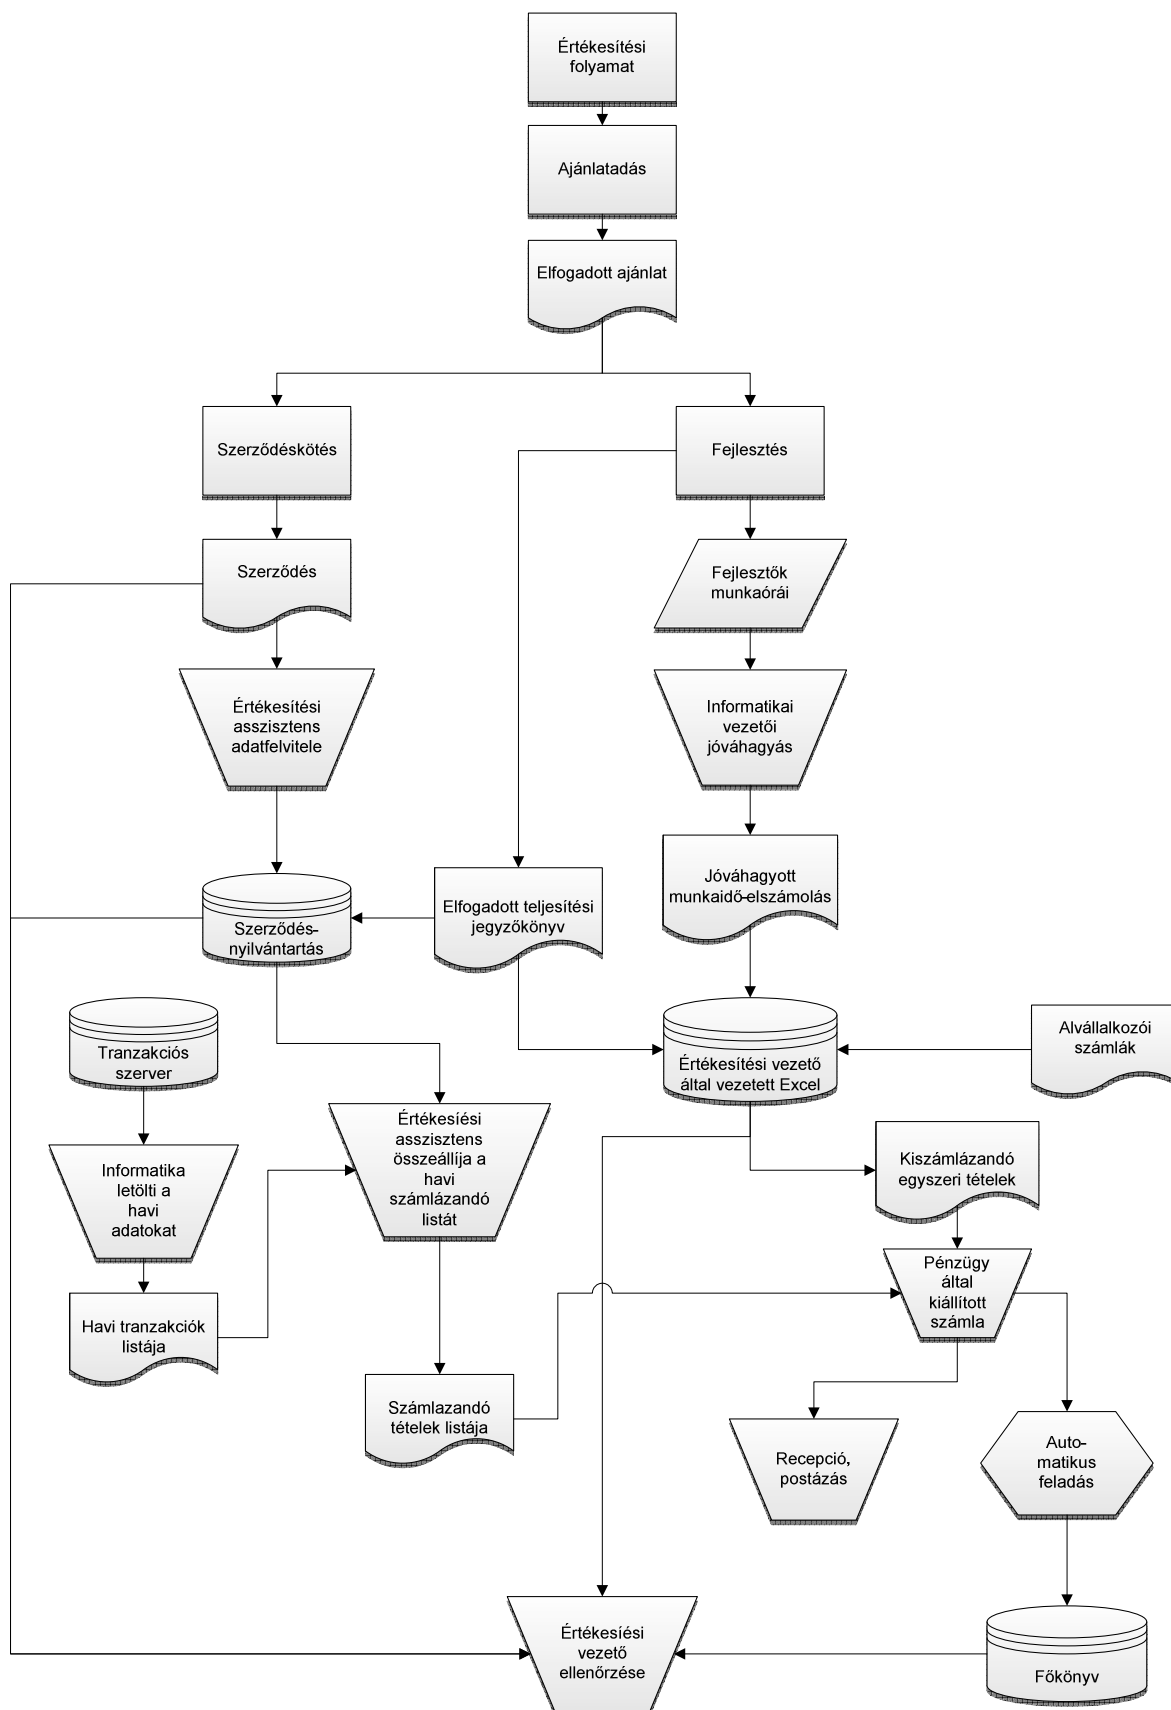 Értékesítési
folyamat
Ajánlatadás
Elfogadott ajánlat
Szerződéskötés
Fejlesztés
Szerződés
Fejlesztők
munkaórái
Értékesítési
asszisztens
adatfelvitele
Informatikai
vezetői
jóváhagyás
Jóváhagyott
munkaidő-elszámolás
Elfogadott teljesítési
jegyzőkönyv
Szerződés-
nyilvántartás
Tranzakciós
szerver
Értékesítési vezető
által vezetett Excel
Alvállalkozói
számlák
Informatika
letölti a
havi
adatokat
Értékesíési
asszisztens
összeállíja a
havi
számlázandó
listát
Kiszámlázandó
egyszeri tételek
Pénzügy
által
kiállított
számla
Havi tranzakciók
listája
Számlazandó
tételek listája
Recepció,
postázás
Auto-
matikus
feladás
Értékesíési
vezető
ellenőrzése
Főkönyv